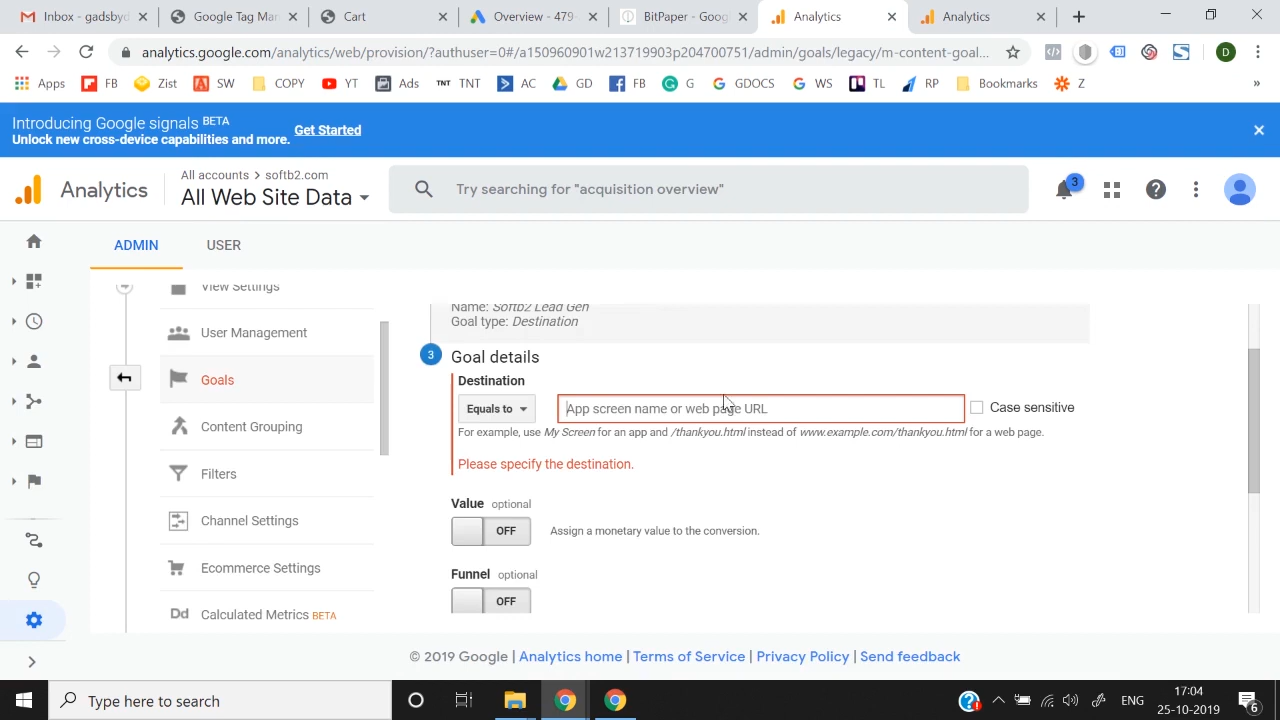 Inbox - gadsbyd
Google Tag Mar
Cart
Overview - 479-
BitPaper - Goog
Analytics
Analytics
analytics.google.com/analytics/web/provision/?authuser=0#/a150960901w213719903p204700751/admin/goals/legacy/m-content-goal...
D
Apps
FB
Zist
SW
COPY
YT
Ads
TNT TNT
AC
GD
FB
G
GDOCS
WS
TL
RP
Bookmarks
Z
»
Introducing Google signals BETA
Unlock new cross-device capabilities and more.
Get Started
Analytics
All accounts > softb2.com
All Web Site Data
Try searching for "acquisition overview"
3
ADMIN
USER
View Settings
User Management
Goals
Content Grouping
Filters
Channel Settings
Ecommerce Settings
Dd Calculated Metrics BETA
Name: Softb2 Lead Gen
Goal type: Destination
3 Goal details
Destination
Equals to
App screen name or web page URL
Case sensitive
For example, use My Screen for an app and /thankyou.html instead of www.example.com/thankyou.html for a web page.
Please specify the destination.
Value optional
OFF
Assign a monetary value to the conversion.
Funnel optional
OFF
© 2019 Google | Analytics home | Terms of Service | Privacy Policy | Send feedback
Type here to search
ENG
17:04
25-10-2019
6